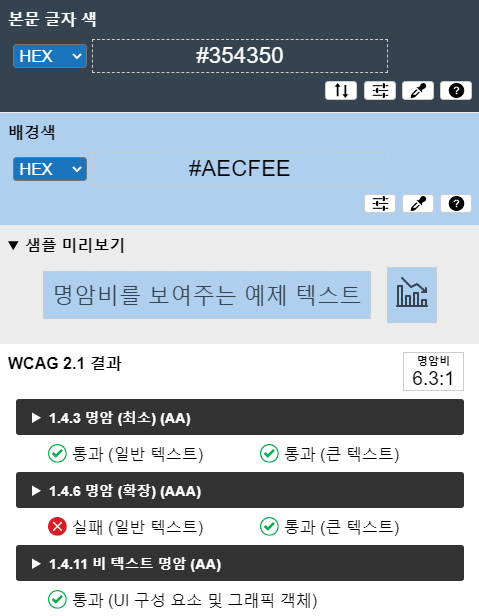 본문 글자 색
HEX #354350
배경색
HEX #AECFEE
▼ 샘플 미리보기
명암비를 보여주는 예제 텍스트
WCAG 2.1 결과
명암비
6.3:1
▶ 1.4.3 명암 (최소) (AA)
통과 (일반 텍스트) 통과 (큰 텍스트)
▶ 1.4.6 명암 (확장) (AAA)
실패 (일반 텍스트) 통과 (큰 텍스트)
▶ 1.4.11 비 텍스트 명암 (AA)
통과 (UI 구성 요소 및 그래픽 객체)